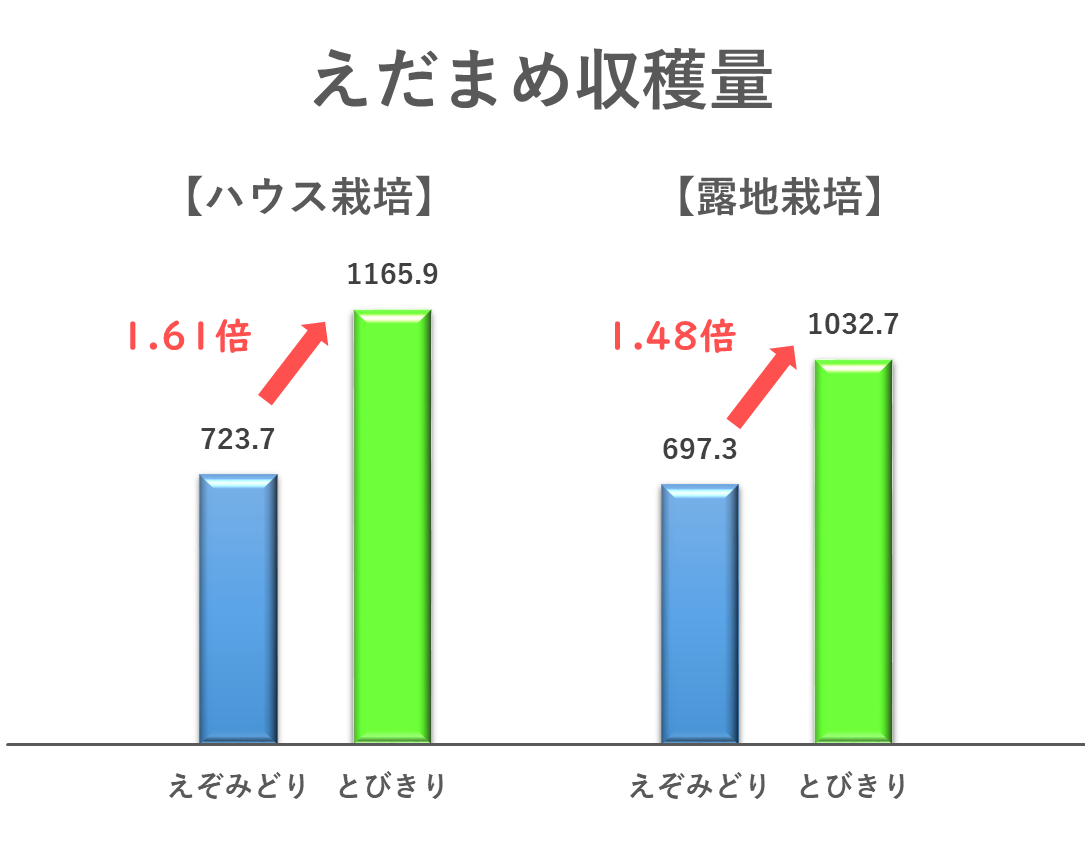 えだまめ収穫量
【ハウス栽培】
1165.9
1.61倍
723.7
えぞみどり とびきり
【露地栽培】
1032.7
1.48倍
697.3
えぞみどり とびきり